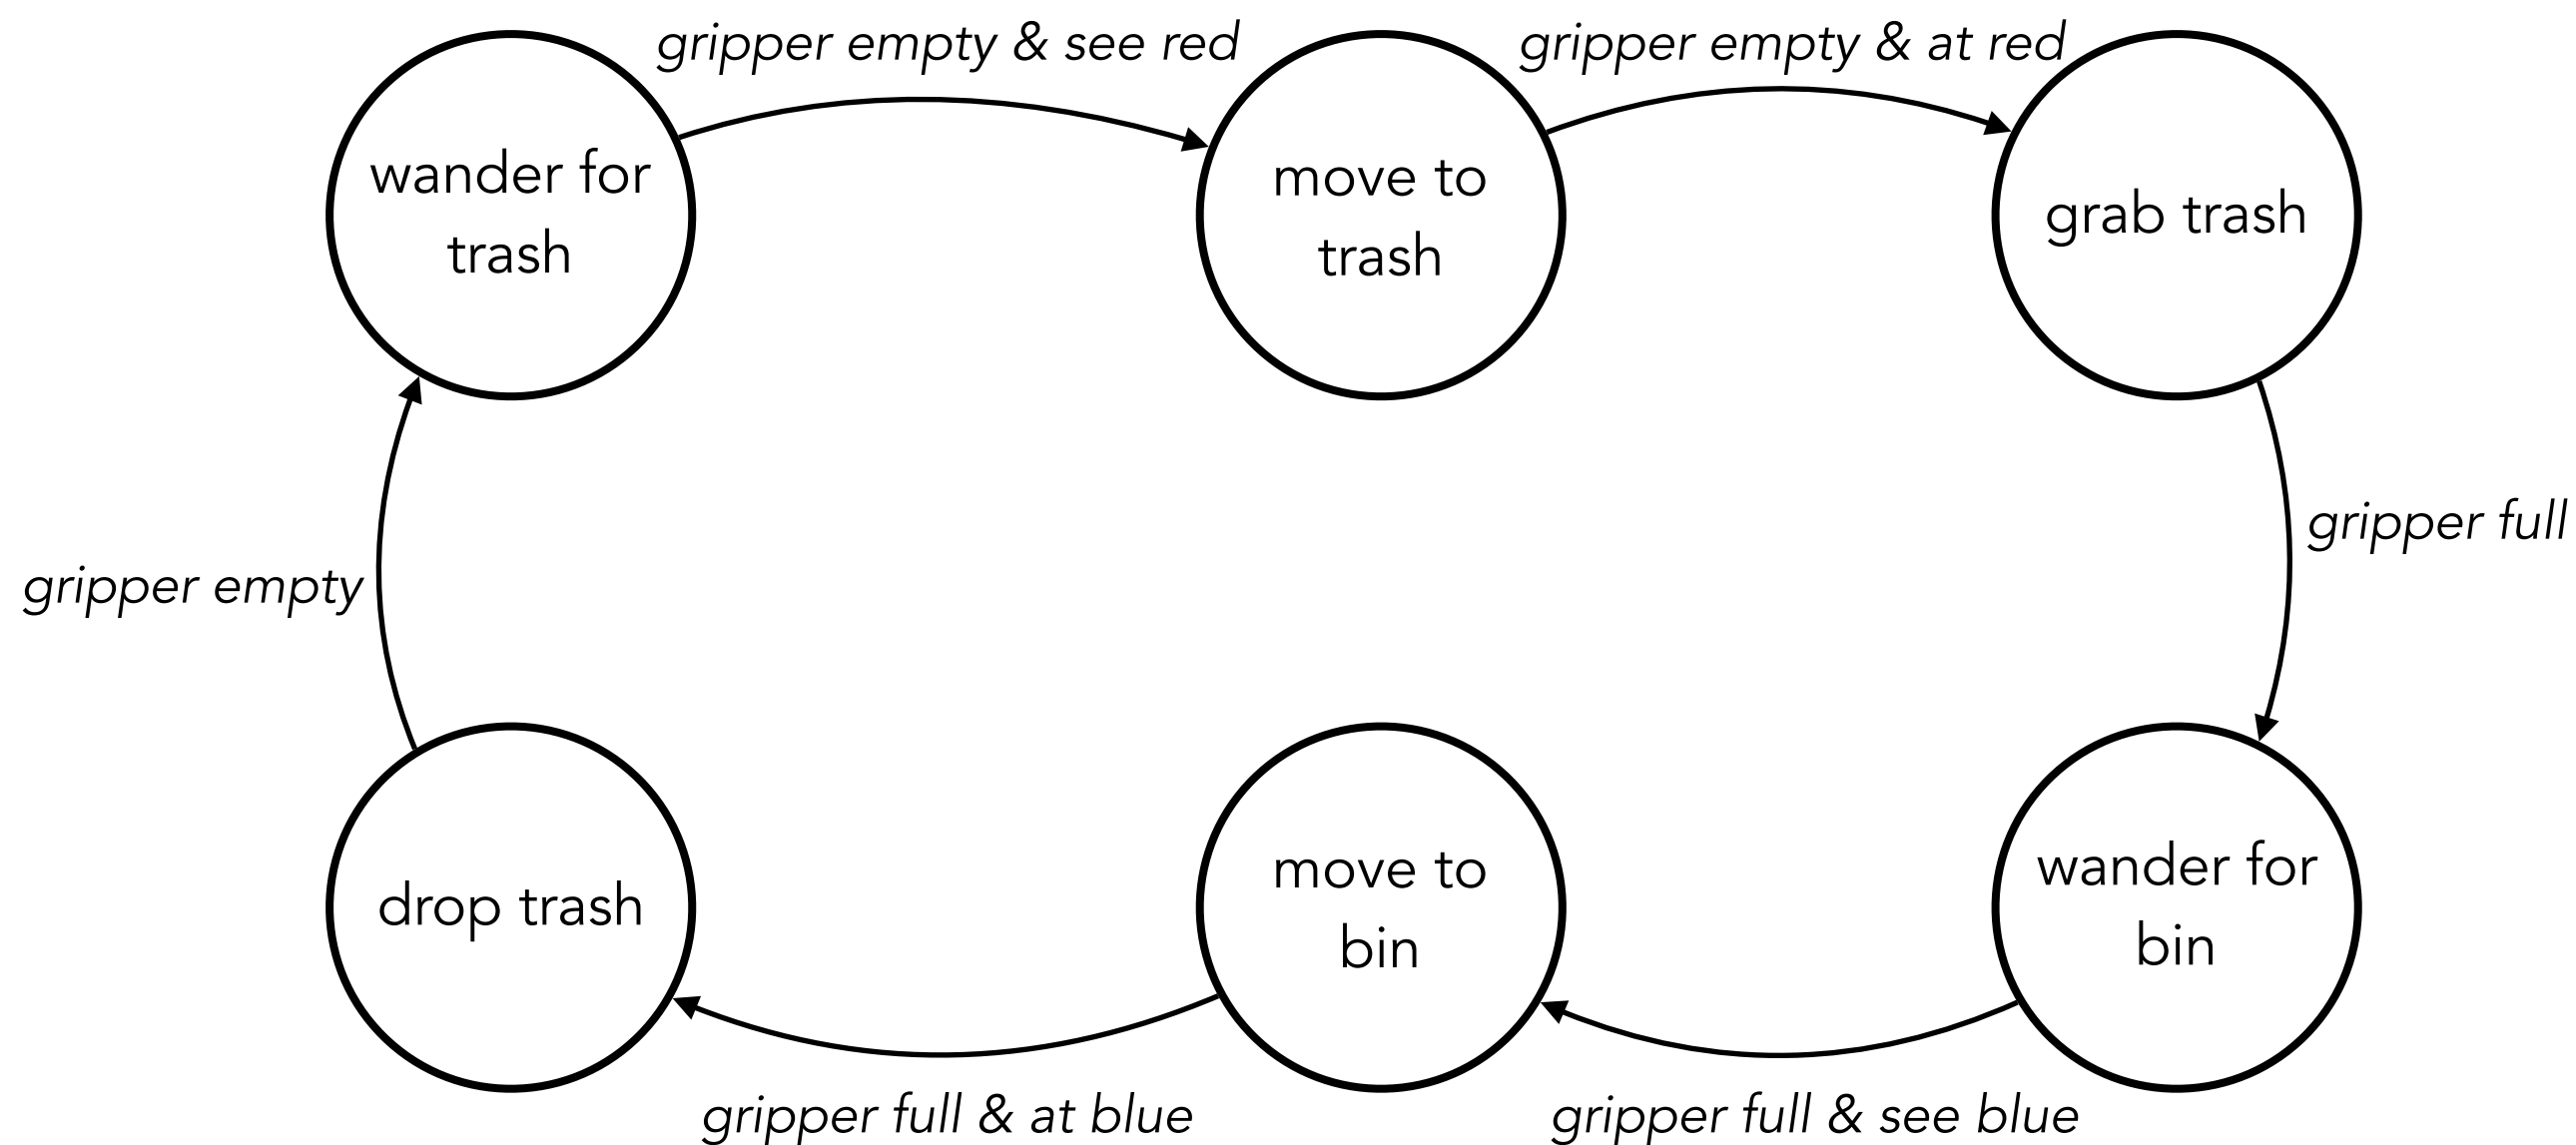 gripper empty & see red
gripper empty & at red
wander for
trash
move to
trash
grab trash
gripper full
gripper empty
drop trash
move to
bin
wander for
bin
gripper full & at blue
gripper full & see blue